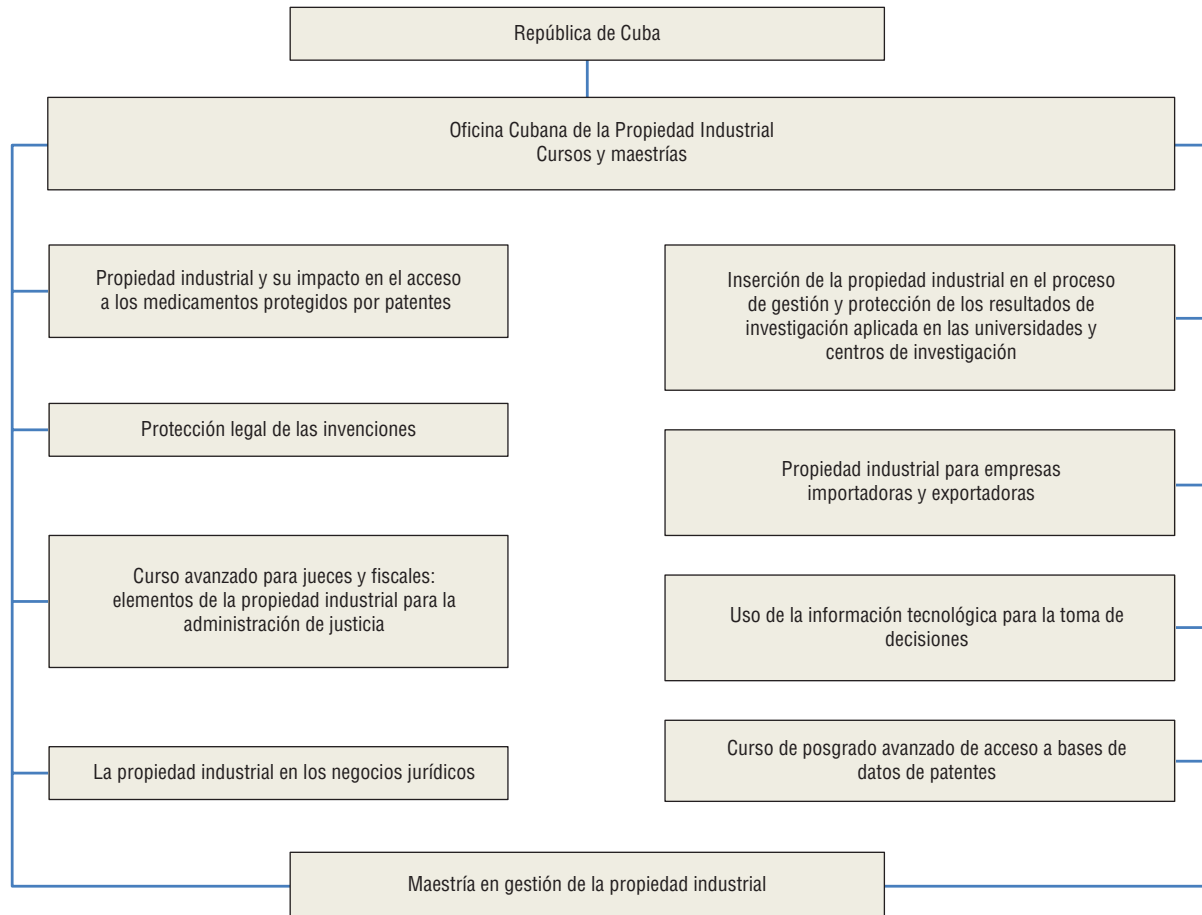 República de Cuba
Oficina Cubana de la Propiedad Industrial
Cursos y maestrías
Propiedad industrial y su impacto en el acceso
a los medicamentos protegidos por patentes
Protección legal de las invenciones
Curso avanzado para jueces y fiscales:
elementos de la propiedad industrial para la
administración de justicia
La propiedad industrial en los negocios jurídicos
Inserción de la propiedad industrial en el proceso
de gestión y protección de los resultados de
investigación aplicada en las universidades y
centros de investigación
Propiedad industrial para empresas
importadoras y exportadoras
Uso de la información tecnológica para la toma de
decisiones
Curso de posgrado avanzado de acceso a bases de
datos de patentes
Maestría en gestión de la propiedad industrial